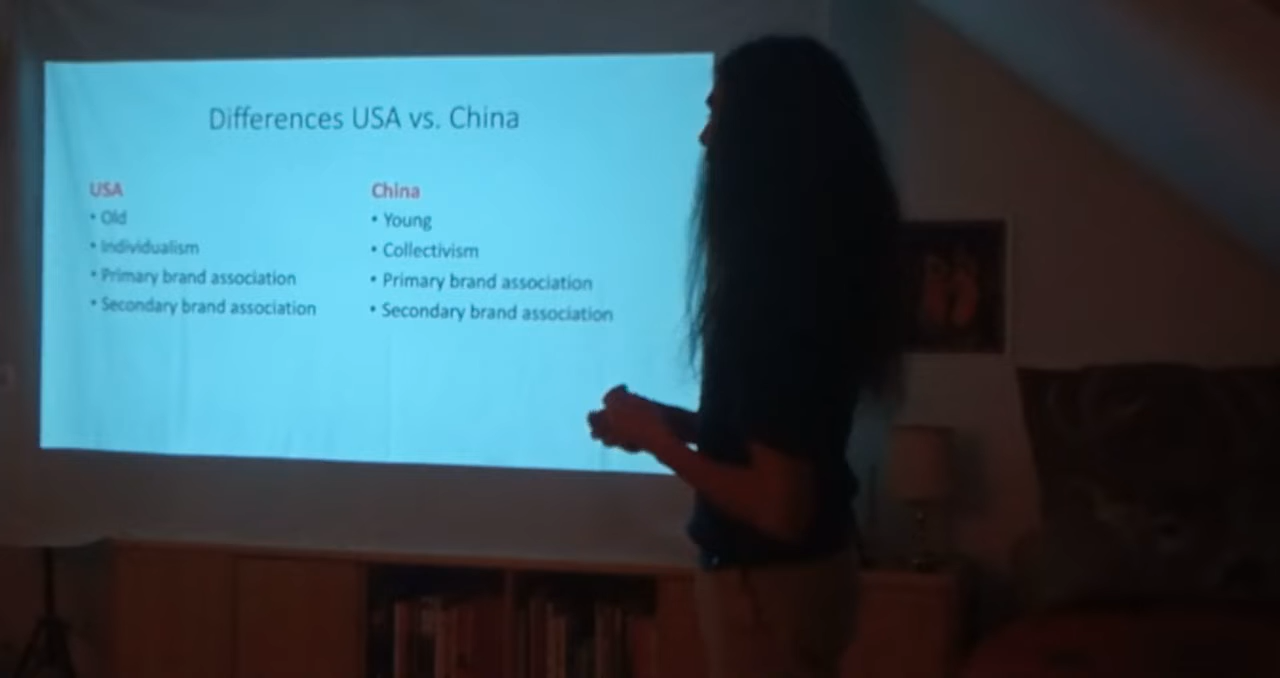 Differences USA vs. China
USA
• Old
• Individualism
• Primary brand association
• Secondary brand association
China
• Young
• Collectivism
• Primary brand association
• Secondary brand association